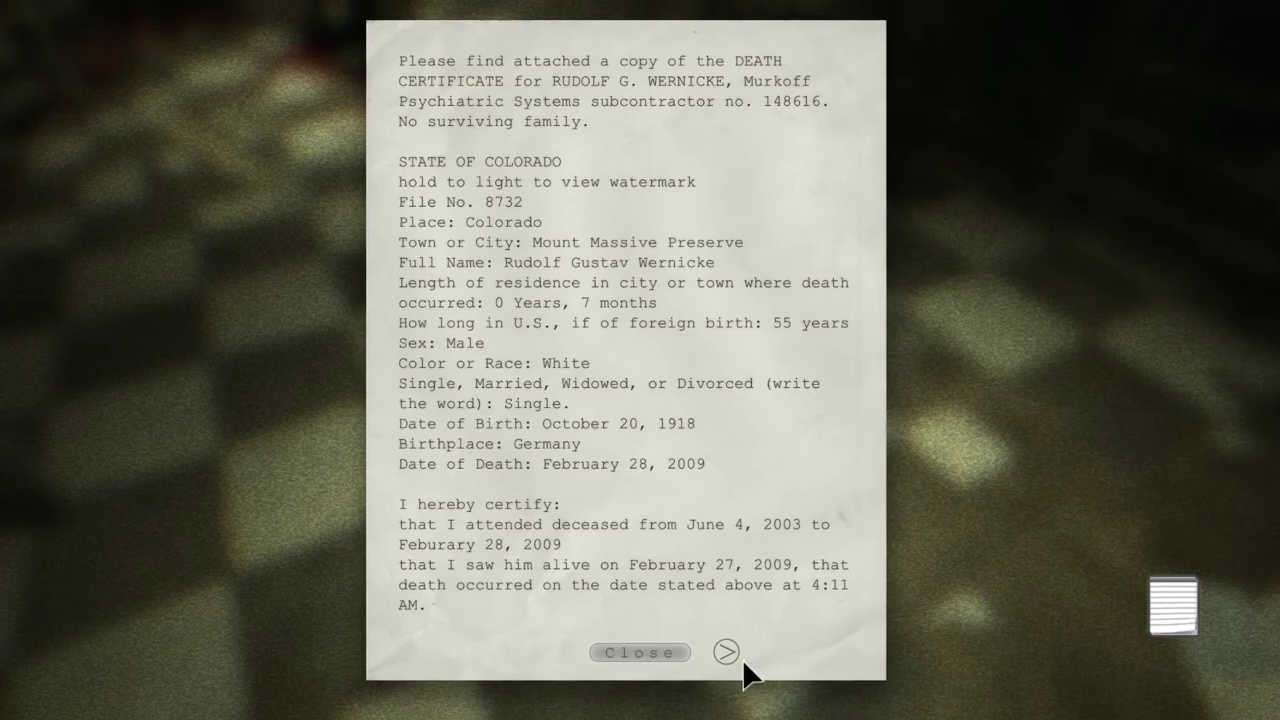 Please find attached a copy of the DEATH
CERTIFICATE for RUDOLF G. WERNICKE, Murkoff
Psychiatric Systems subcontractor no. 148616.
No surviving family.
STATE OF COLORADO
hold to light to view watermark
File No. 8732
Place: Colorado
Town or City: Mount Massive Preserve
Full Name: Rudolf Gustav Wernicke
Length of residence in city or town where death
occurred: 0 Years, 7 months
How long in U.S., if of foreign birth: 55 years
Sex: Male
Color or Race: White
Single, Married, Widowed, or Divorced (write
the word): Single.
Date of Birth: October 20, 1918
Birthplace: Germany
Date of Death: February 28, 2009
I hereby certify:
that I attended deceased from June 4, 2003 to
Feburary 28, 2009
that I saw him alive on February 27, 2009, that
death occurred on the date stated above at 4:11
AM.
Close >